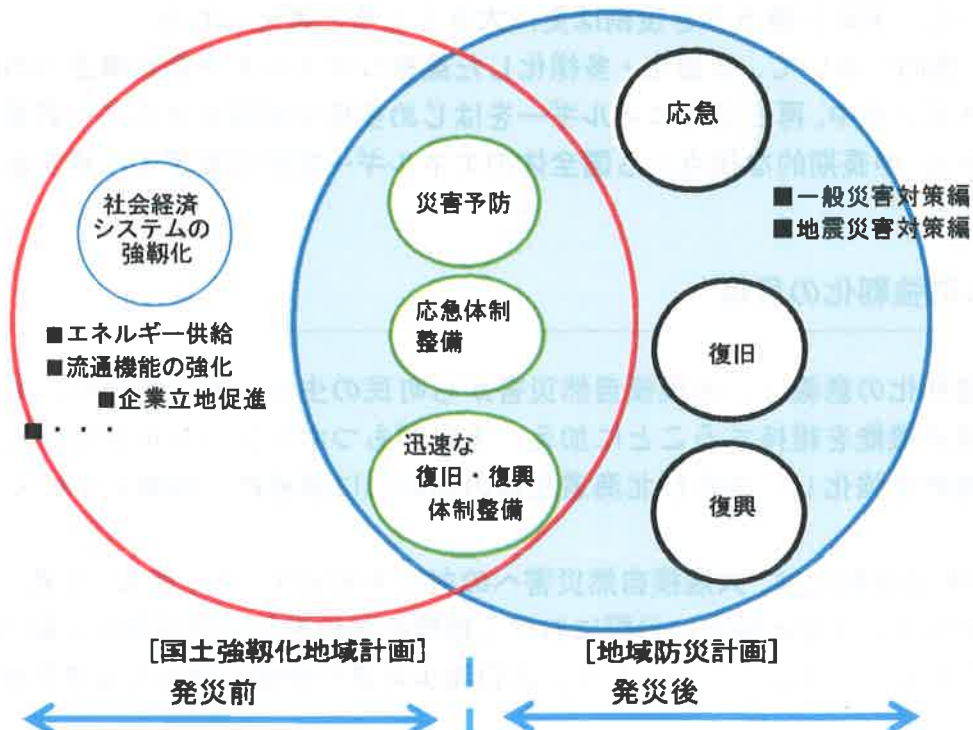 社会経済
システムの
強靱化
■エネルギー供給
■流通機能の強化
■企業立地促進
■・・・
災害予防
応急体制
整備
迅速な
復旧・復興
体制整備
応急
■一般災害対策編
■地震災害対策編
復旧
復興
[国土強靱化地域計画]
発災前
[地域防災計画]
発災後